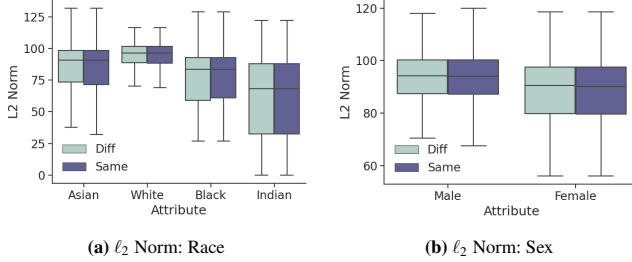 L2 Norm
125
100
75
50
25
0
Diff
Same
Asian White Black Indian
Attribute
(a) ℓ2 Norm: Race
L2 Norm
120
100
80
60
Diff
Same
Male Female
Attribute
(b) ℓ2 Norm: Sex